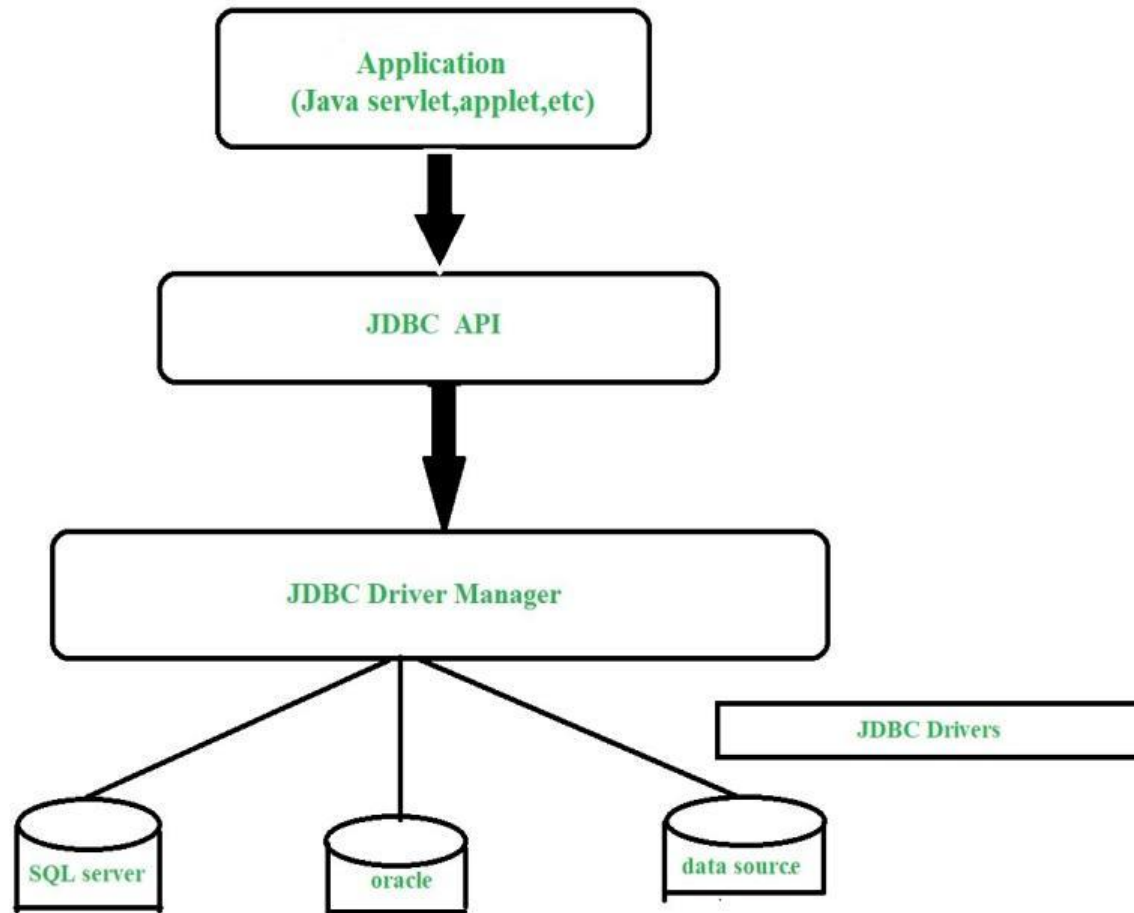 Application
(Java servlet,applet,etc)
JDBC API
JDBC Driver Manager
JDBC Drivers
SQL server
oracle
data source